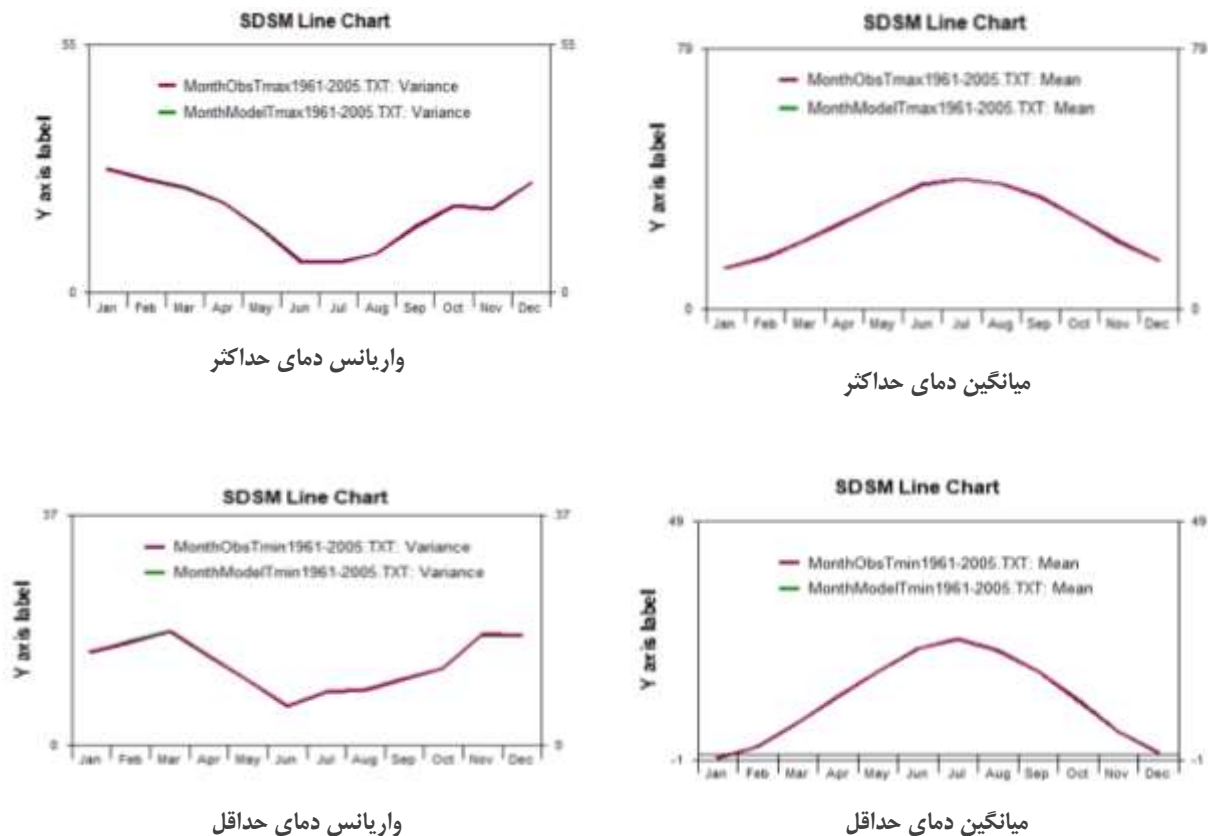 SDSM Line Chart
55
55
MonthObsTmax1961-2005.TXT: Variance
MonthModelTmax1961-2005.TXT: Variance
Y axis label
0
0
Jan Feb Mar Apr May Jun Jul Aug Sep Oct Nov Dec
واریانس دمای حداکثر
SDSM Line Chart
79
79
MonthObsTmax1961-2005.TXT: Mean
MonthModelTmax1961-2005.TXT: Mean
Y axis label
0
0
Jan Feb Mar Apr May Jun Jul Aug Sep Oct Nov Dec
میانگین دمای حداکثر
SDSM Line Chart
37
37
MonthObsTmin1961-2005.TXT: Variance
MonthModelTmin1961-2005.TXT: Variance
Y axis label
0
0
Jan Feb Mar Apr May Jun Jul Aug Sep Oct Nov Dec
واریانس دمای حداقل
SDSM Line Chart
49
49
MonthObsTmin1961-2005.TXT: Mean
MonthModelTmin1961-2005.TXT: Mean
Y axis label
-1
-1
Jan Feb Mar Apr May Jun Jul Aug Sep Oct Nov Dec
میانگین دمای حداقل